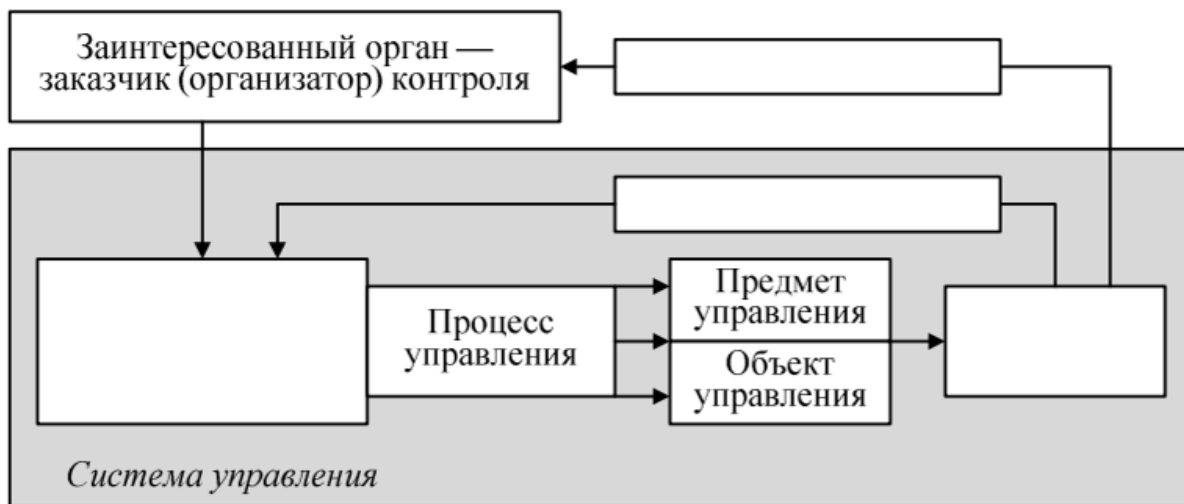 Заинтересованный орган —
заказчик (организатор) контроля
Процесс
управления
Предмет
управления
Объект
управления
Система управления